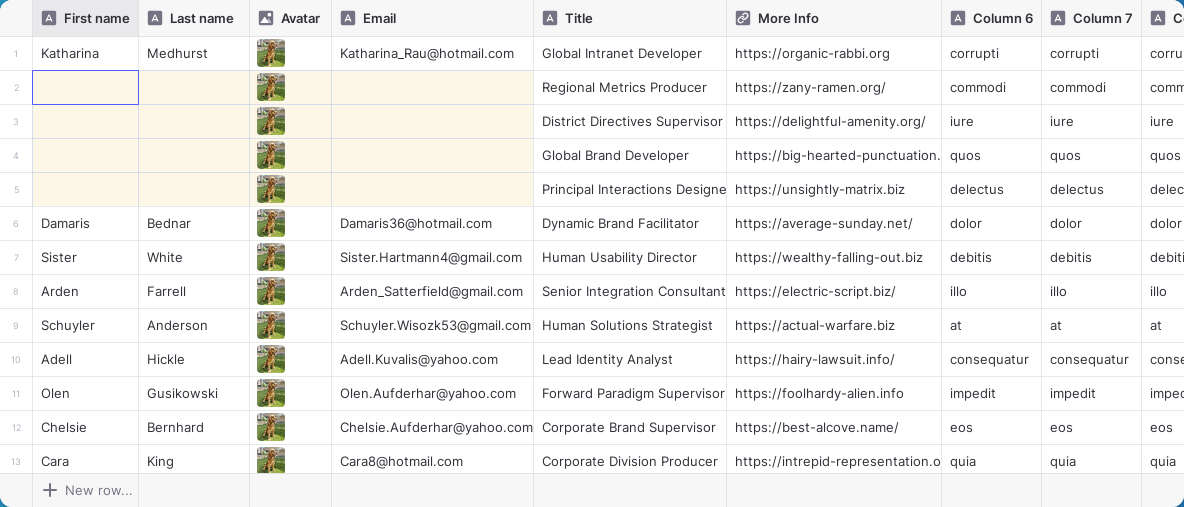 First name Last name Avatar Email Title More Info Column 6 Column 7
1 Katharina Medhurst Katharina_Rau@hotmail.com Global Intranet Developer https://organic-rabbi.org corrupti corrupti corru
2 Regional Metrics Producer https://zany-ramen.org/ commodi commodi comm
3 District Directives Supervisor https://delightful-amenity.org/ iure iure iure
4 Global Brand Developer https://big-hearted-punctuation. quos quos quos
5 Principal Interactions Designe https://unsightly-matrix.biz delectus delectus delec
6 Damaris Bednar Damaris36@hotmail.com Dynamic Brand Facilitator https://average-sunday.net/ dolor dolor dolor
7 Sister White Sister.Hartmann4@gmail.com Human Usability Director https://wealthy-falling-out.biz debitis debitis debiti
8 Arden Farrell Arden_Satterfield@gmail.com Senior Integration Consultant https://electric-script.biz/ illo illo illo
9 Schuyler Anderson Schuyler.Wisozk53@gmail.com Human Solutions Strategist https://actual-warfare.biz at at at
10 Adell Hickle Adell.Kuvalis@yahoo.com Lead Identity Analyst https://hairy-lawsuit.info/ consequatur consequatur conse
11 Olen Gusikowski Olen.Aufderhar@yahoo.com Forward Paradigm Supervisor https://foolhardy-alien.info impedit impedit imped
12 Chelsie Bernhard Chelsie.Aufderhar@yahoo.com Corporate Brand Supervisor https://best-alcove.name/ eos eos eos
13 Cara King Cara8@hotmail.com Corporate Division Producer https://intrepid-representation.o quia quia quia
New row...